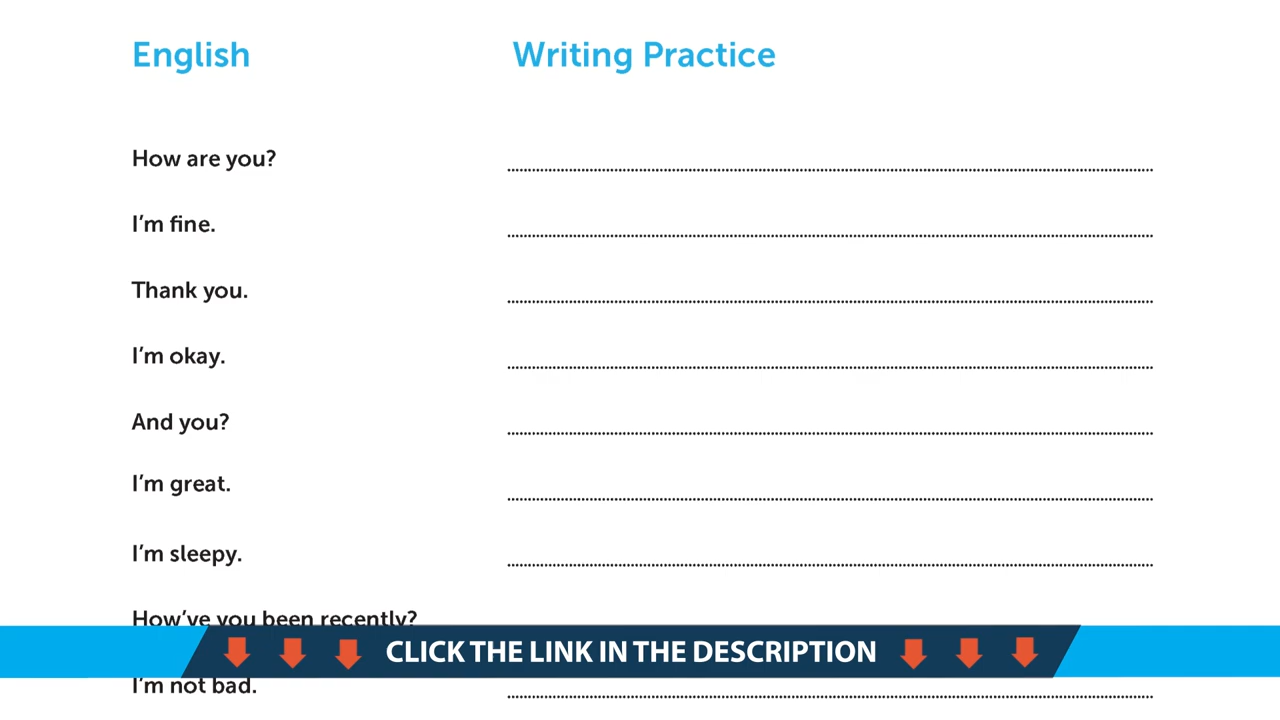 English Writing Practice
How are you?
I'm fine.
Thank you.
I'm okay.
And you?
I'm great.
I'm sleepy.
How've you been recently?
CLICK THE LINK IN THE DESCRIPTION
I'm not bad.